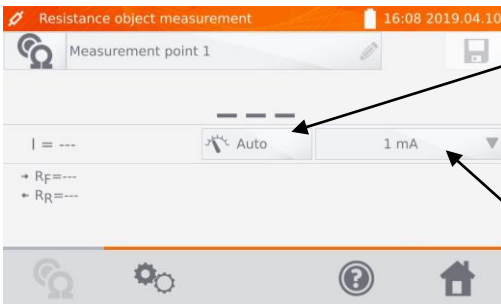 Resistance object measurement 16:08 2019.04.10
Measurement point 1
---
I = --- Auto 1 mA
→ RF=---
← RR=---